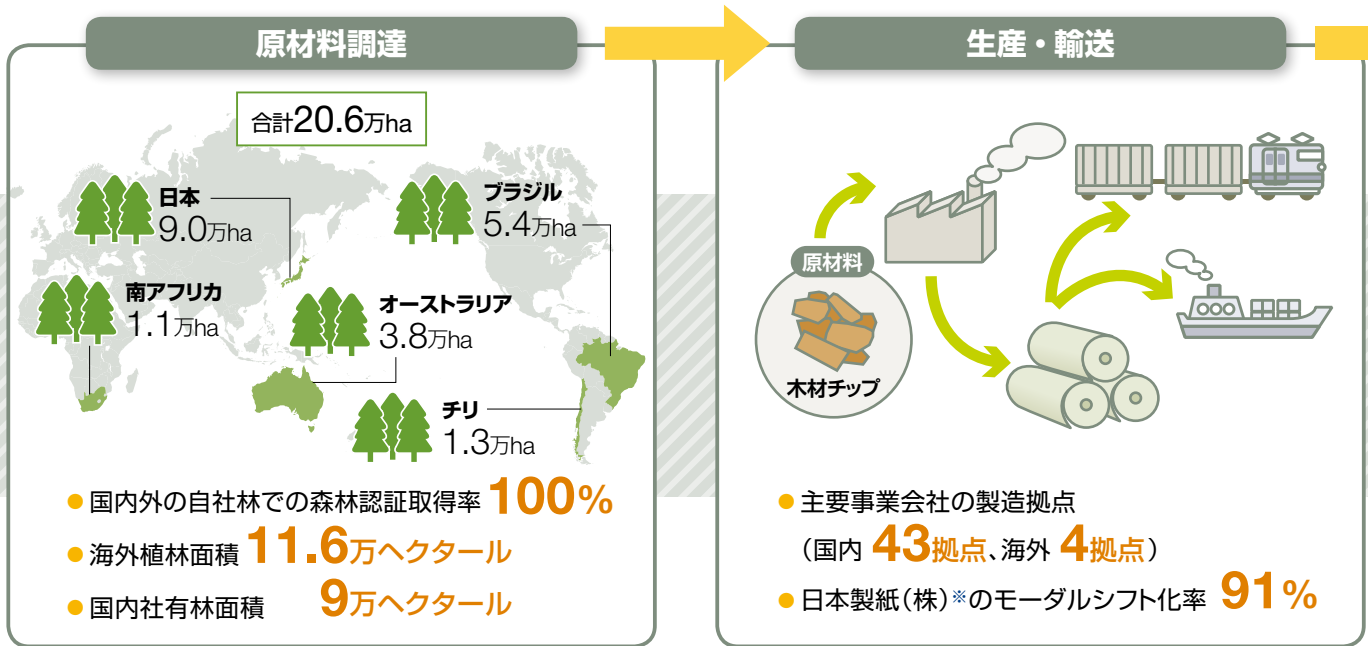 原材料調達
合計20.6万ha
日本
9.0万ha
ブラジル
5.4万ha
南アフリカ
1.1万ha
オーストラリア
3.8万ha
チリ
1.3万ha
●国内外の自社林での森林認証取得率 100%
●海外植林面積 11.6万ヘクタール
●国内社有林面積 9万ヘクタール
生産・輸送
原材料
木材チップ
●主要事業会社の製造拠点
（国内 43拠点、海外 4拠点）
●日本製紙（株）※のモーダルシフト化率 91%